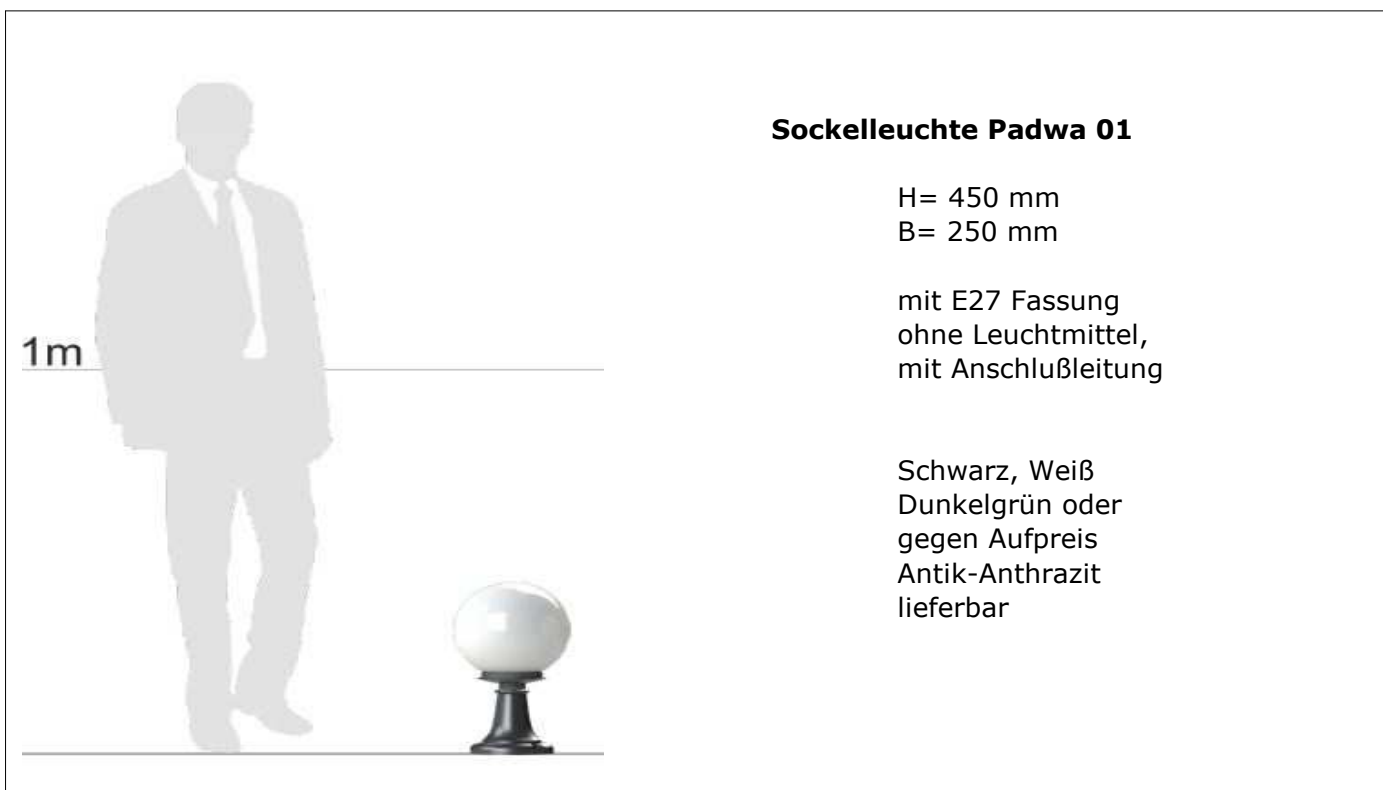 Sockelleuchte Padwa 01
H= 450 mm
B= 250 mm
mit E27 Fassung
ohne Leuchtmittel,
mit Anschlußleitung
1m
Schwarz, Weiß
Dunkelgrün oder
gegen Aufpreis
Antik-Anthrazit
lieferbar